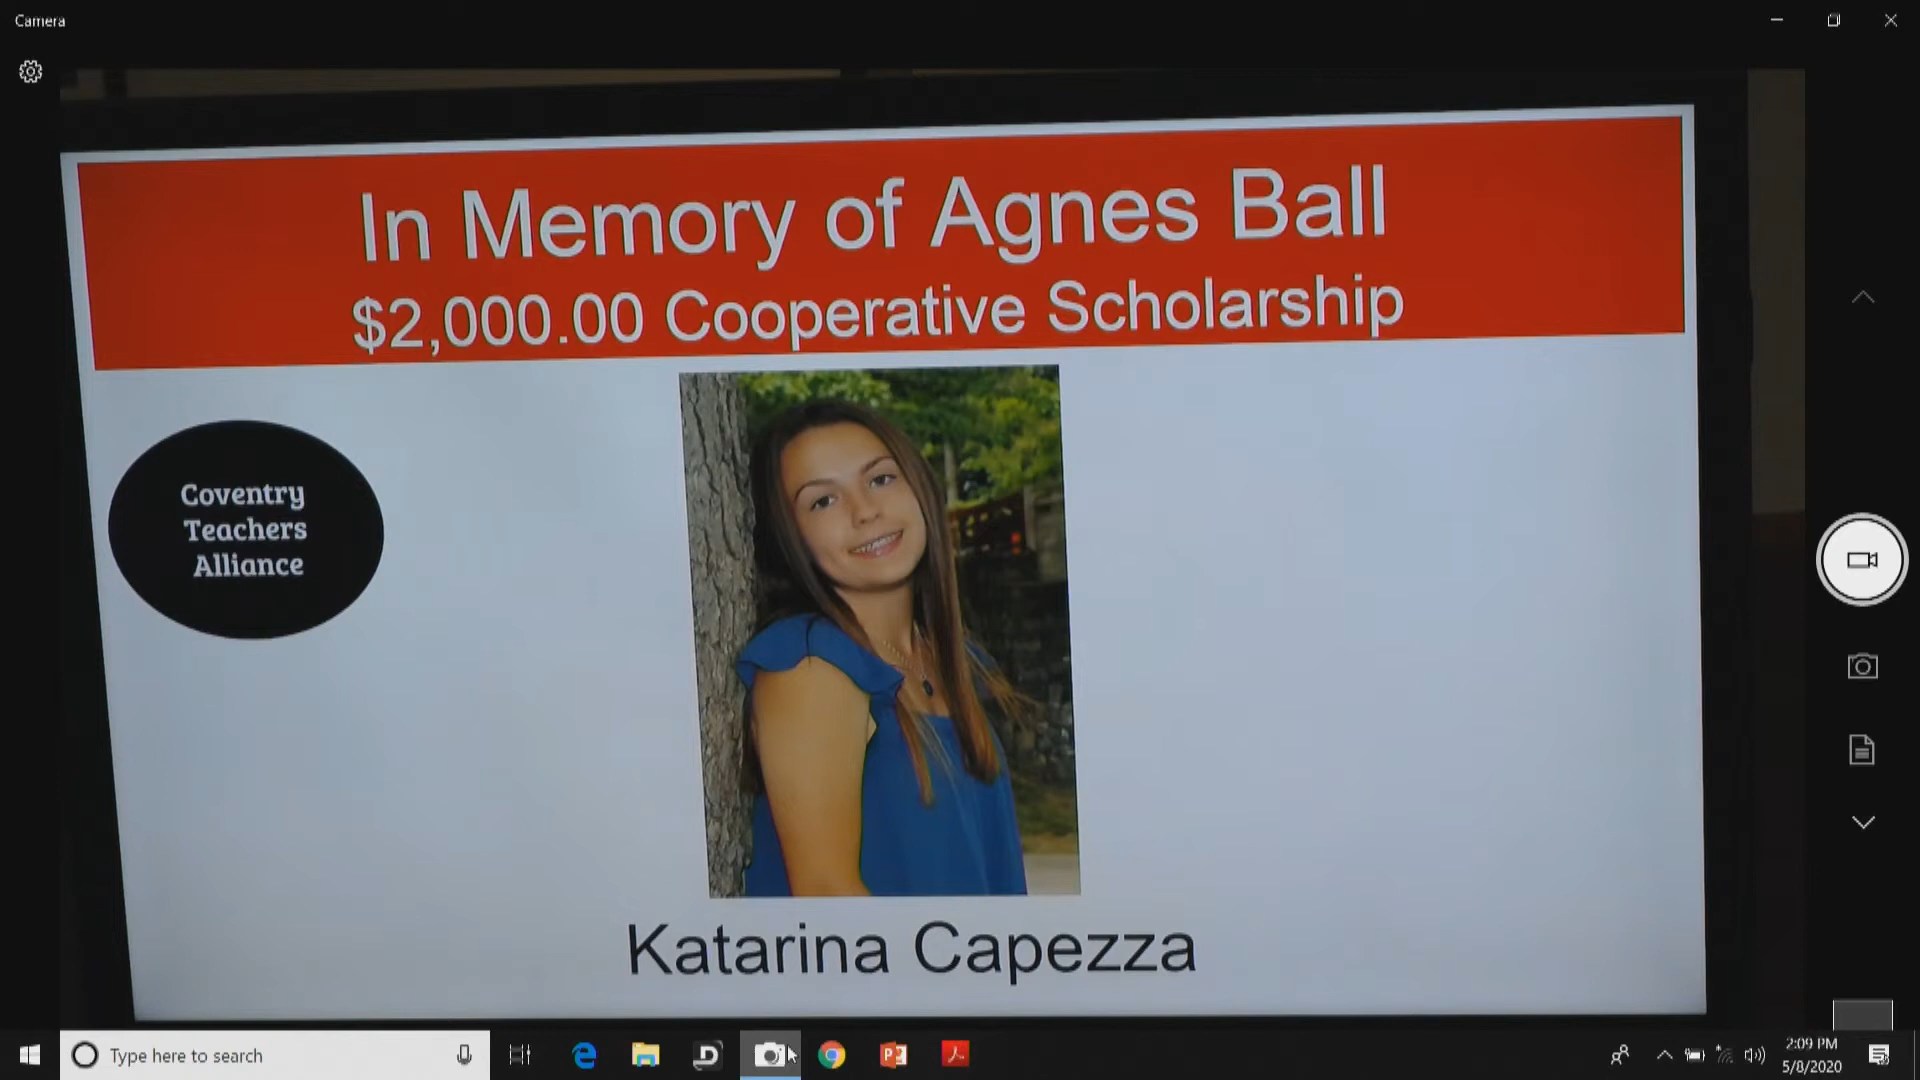 Camera
In Memory of Agnes Ball
$2,000.00 Cooperative Scholarship
Coventry
Teachers
Alliance
Katarina Capezza
Type here to search
2:09 PM
5/8/2020